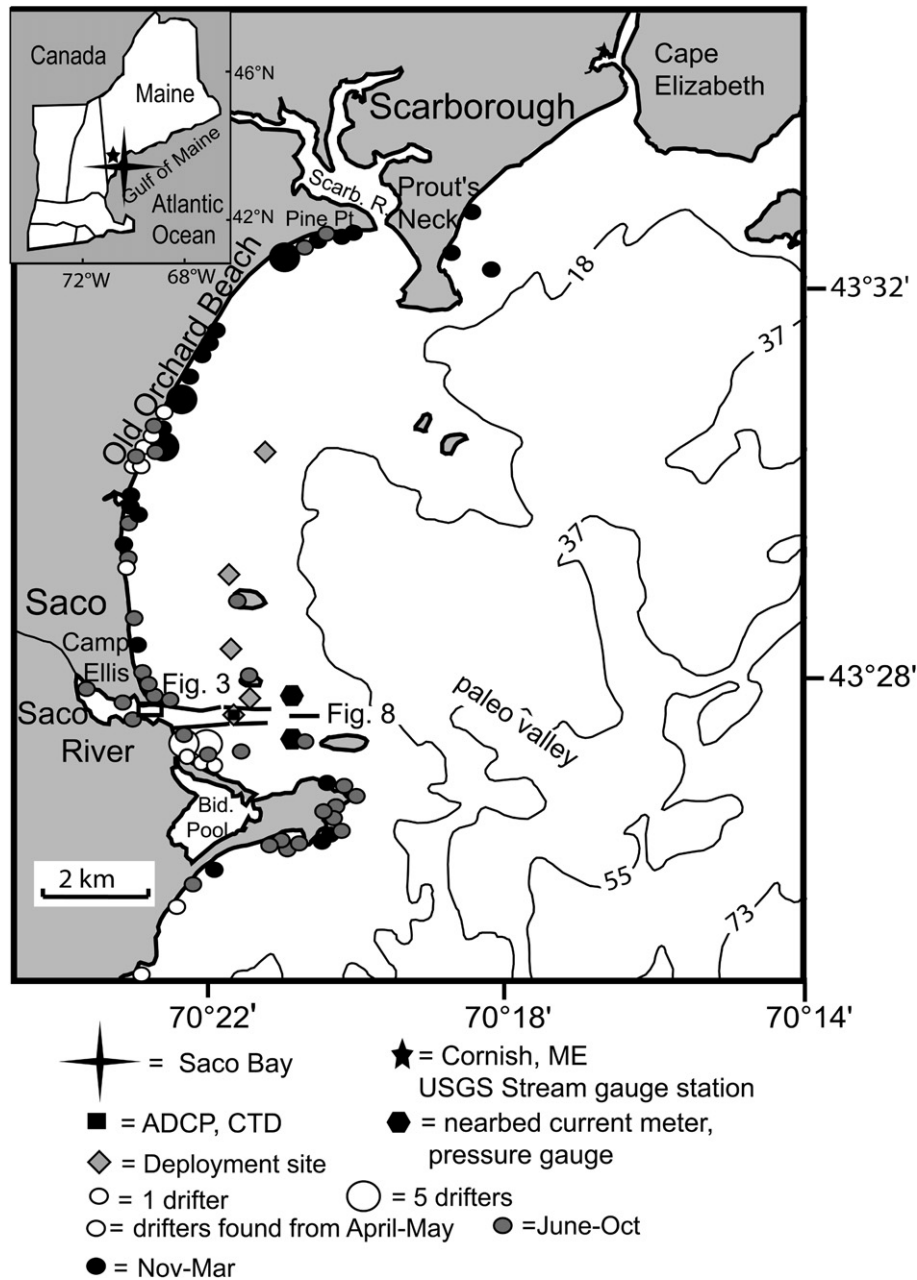 Canada
46°N
Maine
Gulf of Maine
Atlantic
Ocean
42°N
72°W
68°W
Cape
Elizabeth
Scarborough
Scarb. R.
Prout's
Neck
Pine Pt
18
43°32'
37
Old Orchard Beach
37
Saco
Camp
Ellis
Fig. 3
43°28'
Saco
River
Fig. 8
paleo valley
Bid.
Pool
2 km
55
73
70°22'
70°18'
70°14'
= Saco Bay
= Cornish, ME
USGS Stream gauge station
= ADCP, CTD
= nearbed current meter,
pressure gauge
= Deployment site
= 1 drifter
= 5 drifters
= drifters found from April-May
=June-Oct
= Nov-Mar